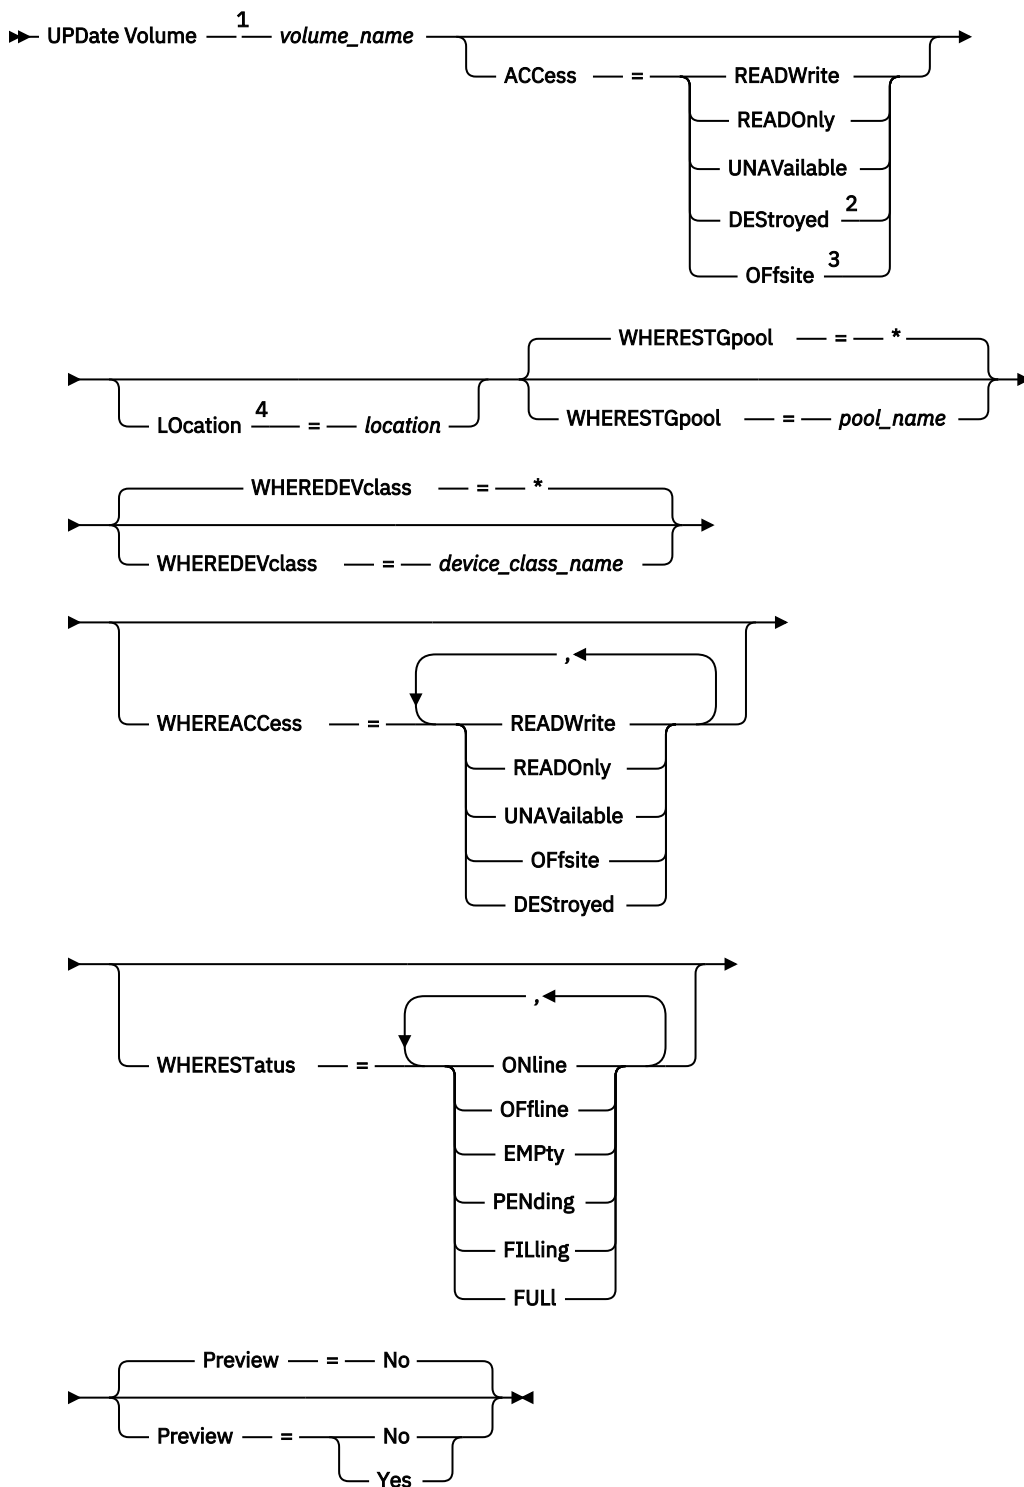 UPDate Volume 1 volume_name
ACCess = READWrite
READOnly
UNAVailable
DEStroyed 2
OFfsite 3
WHERESTGpool = *
LOcation 4 = location
WHERESTGpool = pool_name
WHEREDEVclass = *
WHEREDEVclass = device_class_name
,
WHEREACCess = READWrite
READOnly
UNAVailable
OFfsite
DEStroyed
,
WHERESTatus = ONline
OFfline
EMPty
PENding
FILling
FULl
Preview = No
Preview = No
Yes